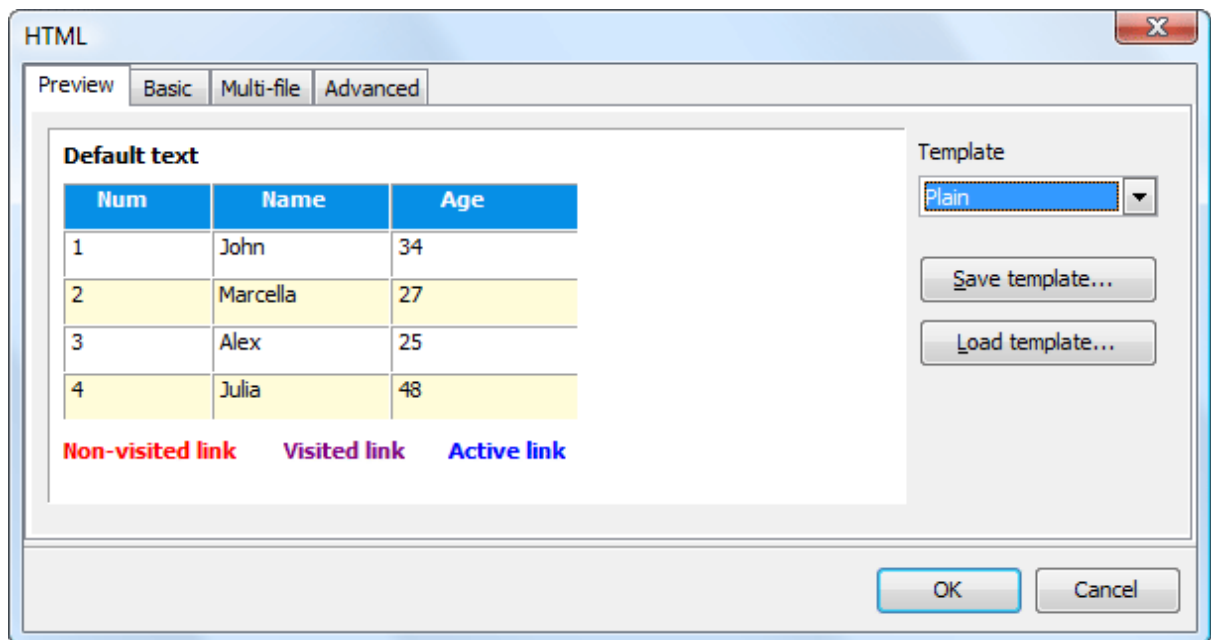 HTML
Preview Basic Multi-file Advanced
Default text
Template
Num Name Age
Plain
1 John 34
2 Marcella 27
Save template...
3 Alex 25
Load template...
4 Julia 48
Non-visited link Visited link Active link
OK Cancel